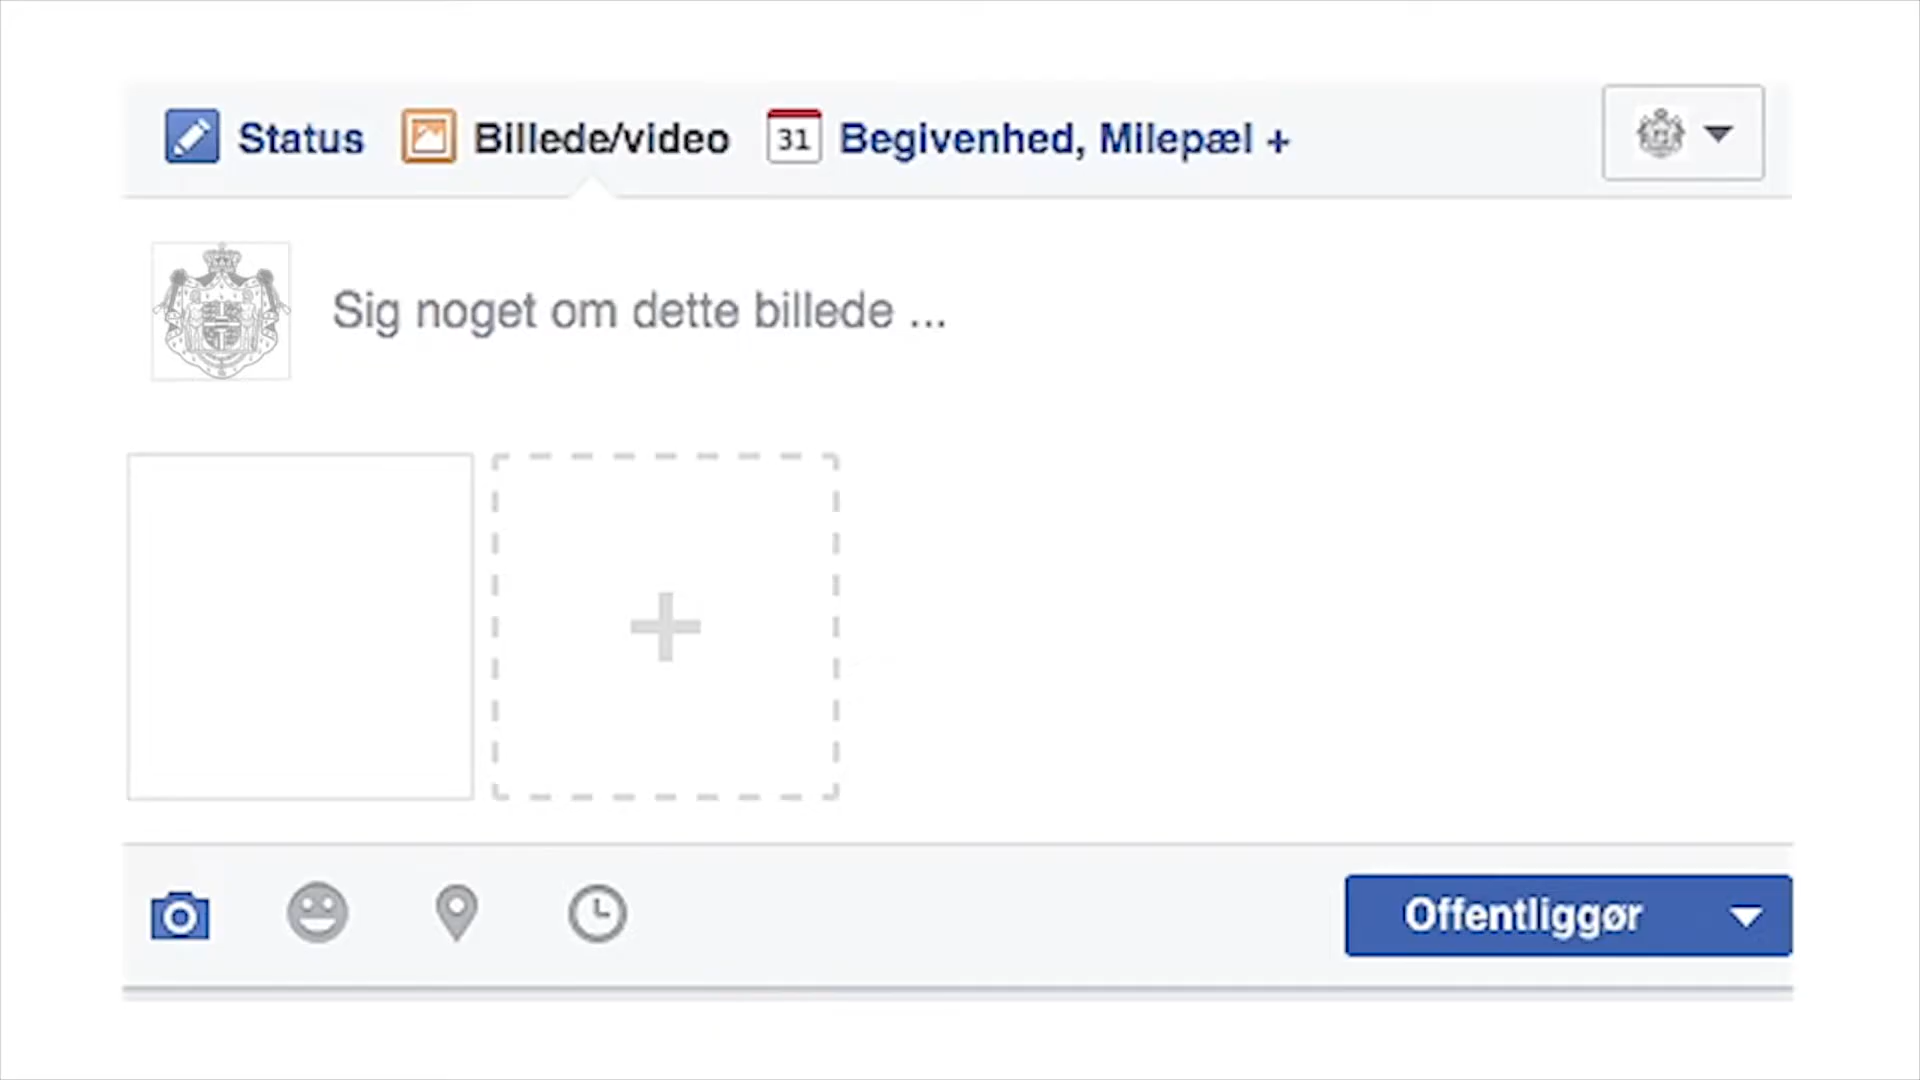 Status Billede/video 31 Begivenhed, Milepæl +
Sig noget om dette billede ...
Offentliggør